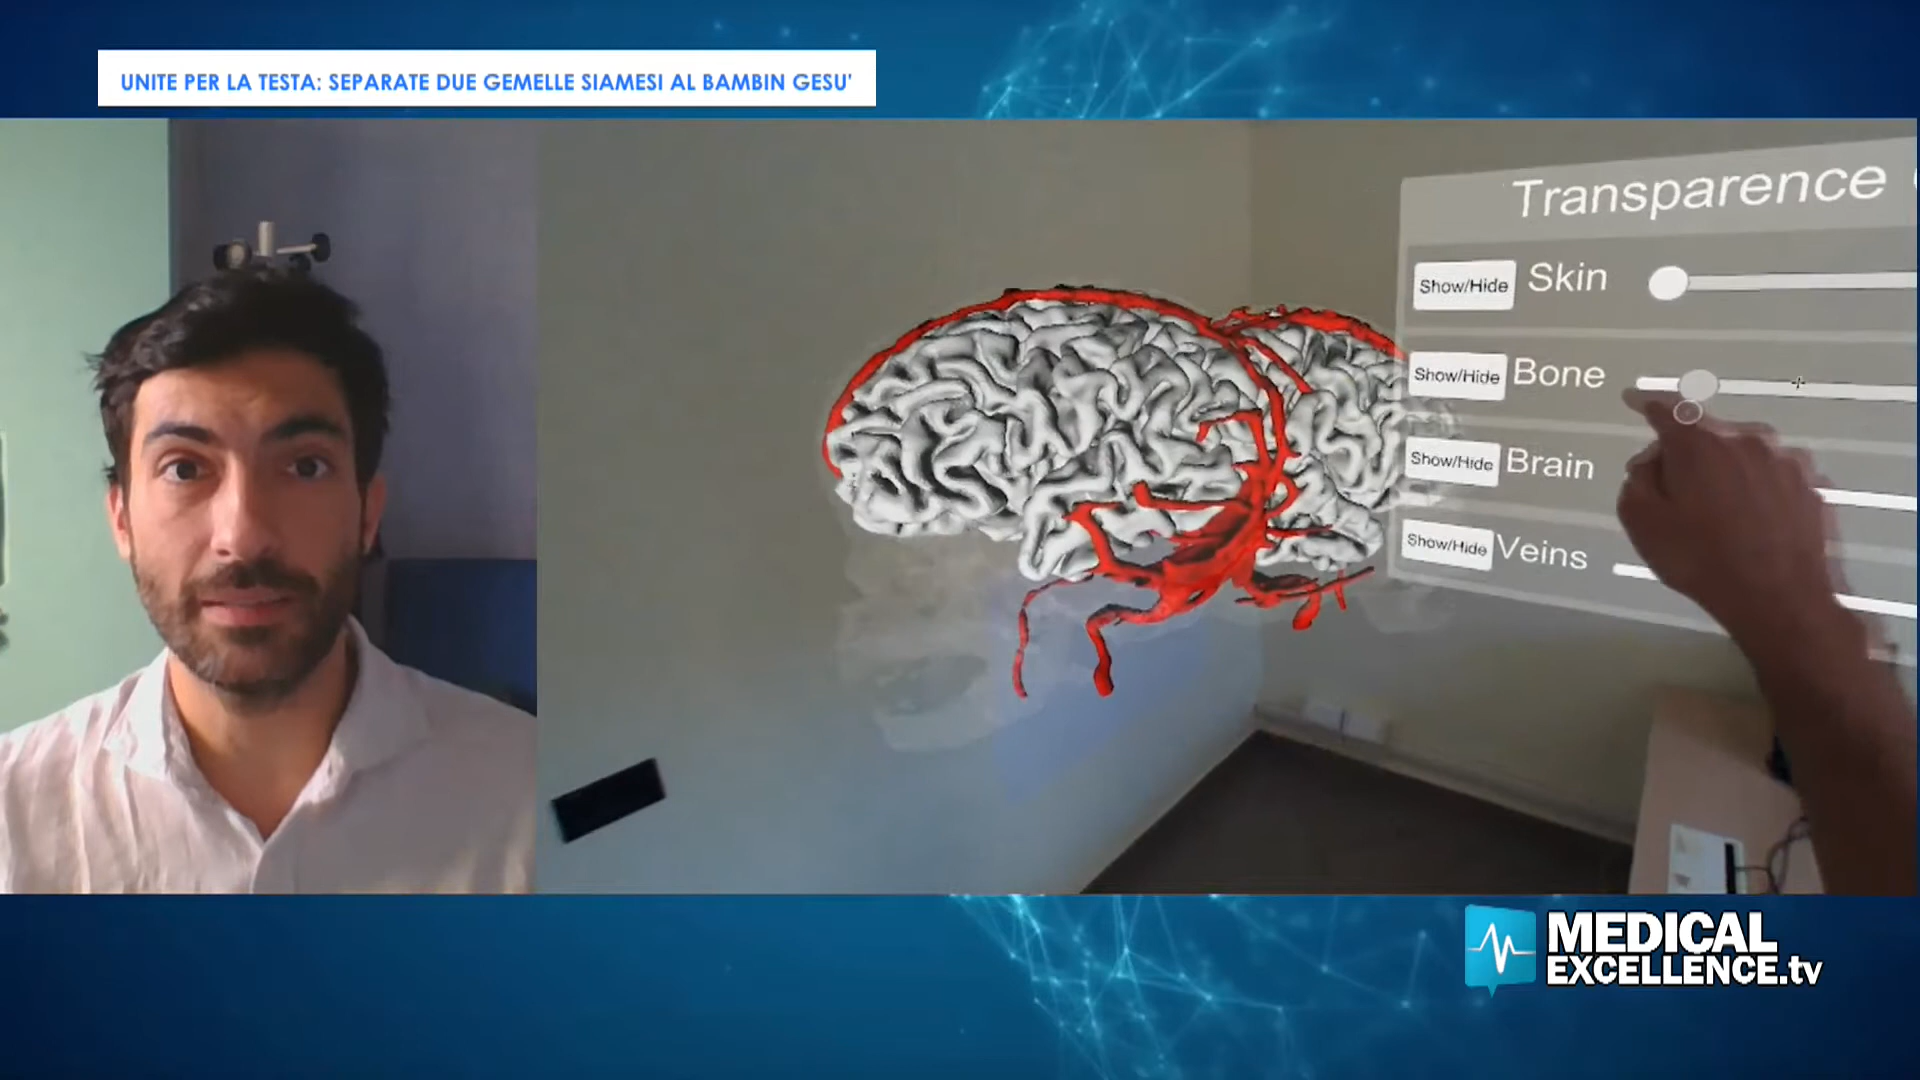 UNITE PER LA TESTA: SEPARATE DUE GEMELLE SIAMESI AL BAMBIN GESU'
Transparence
Show/Hide Skin
Show/Hide Bone
Show/Hide Brain
Show/Hide Veins
MEDICAL
EXCELLENCE.tv